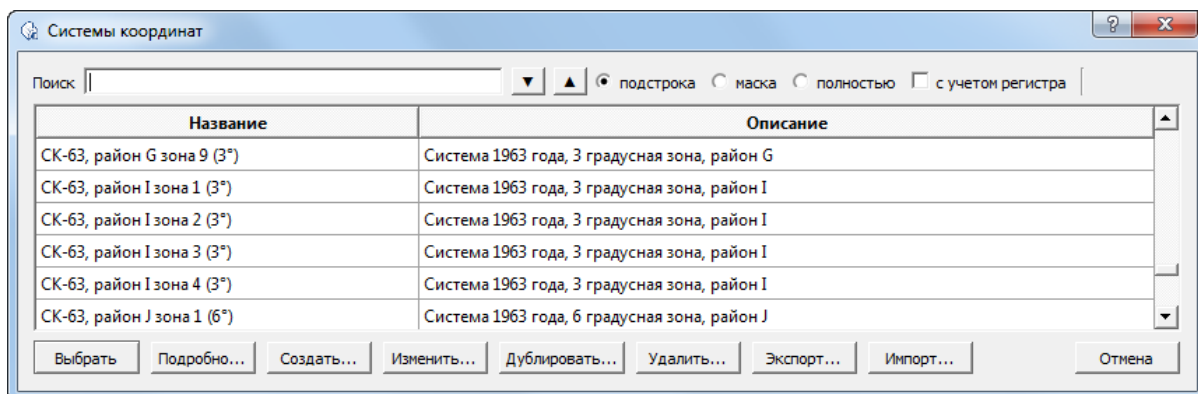 Системы координат
Поиск подстрока маска полностью с учетом регистра
Название Описание
СК-63, район G зона 9 (3°) Система 1963 года, 3 градусная зона, район G
СК-63, район I зона 1 (3°) Система 1963 года, 3 градусная зона, район I
СК-63, район I зона 2 (3°) Система 1963 года, 3 градусная зона, район I
СК-63, район I зона 3 (3°) Система 1963 года, 3 градусная зона, район I
СК-63, район I зона 4 (3°) Система 1963 года, 3 градусная зона, район I
СК-63, район J зона 1 (6°) Система 1963 года, 6 градусная зона, район J
Выбрать Подробно... Создать... Изменить... Дублировать... Удалить... Экспорт... Импорт... Отмена